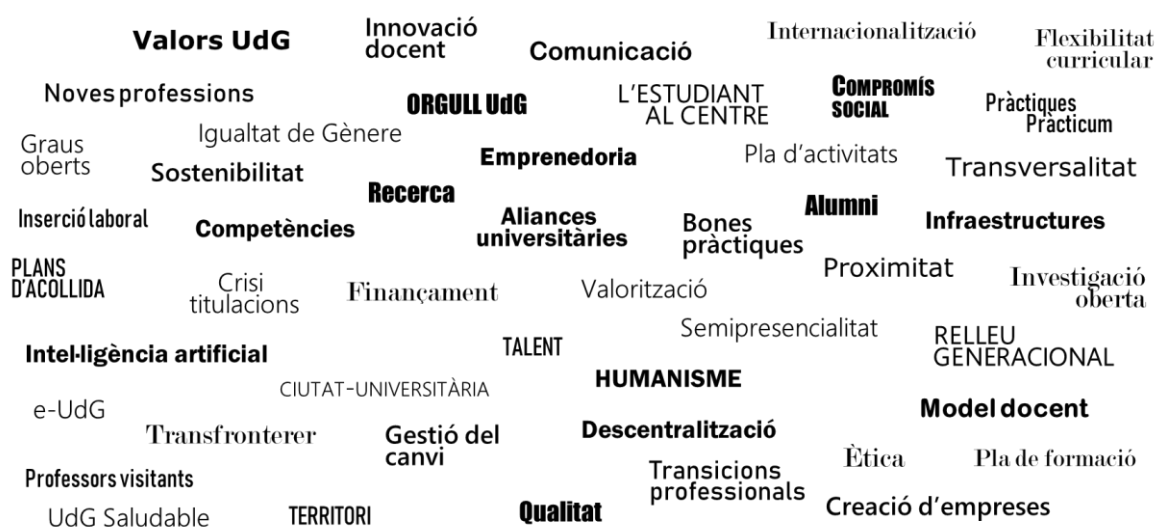 Valors UdG
Innovació
docent
Comunicació
Internacionalització
Flexibilitat
curricular
Noves professions
ORGULL UdG
L'ESTUDIANT
AL CENTRE
COMPROMÍS
SOCIAL
Pràctiques
Pràcticum
Graus
oberts
Igualtat de Gènere
Sostenibilitat
Emprenedoria
Pla d'activitats
Transversalitat
Recerca
Inserció laboral
Competències
Aliances
universitàries
Bones
pràctiques
Alumni
Infraestructures
PLANS
D'ACOLLIDA
Crisi
titulacions
Finançament
Valorització
Proximitat
Investigació
oberta
Semipresencialitat
RELLEU
GENERACIONAL
Intel·ligència artificial
TALENT
CIUTAT-UNIVERSITÀRIA
HUMANISME
e-UdG
Model docent
Transfronterer
Gestió del
canvi
Descentralització
Ètica
Pla de formació
Professors visitants
Transicions
professionals
UdG Saludable
TERRITORI
Qualitat
Creació d'empreses